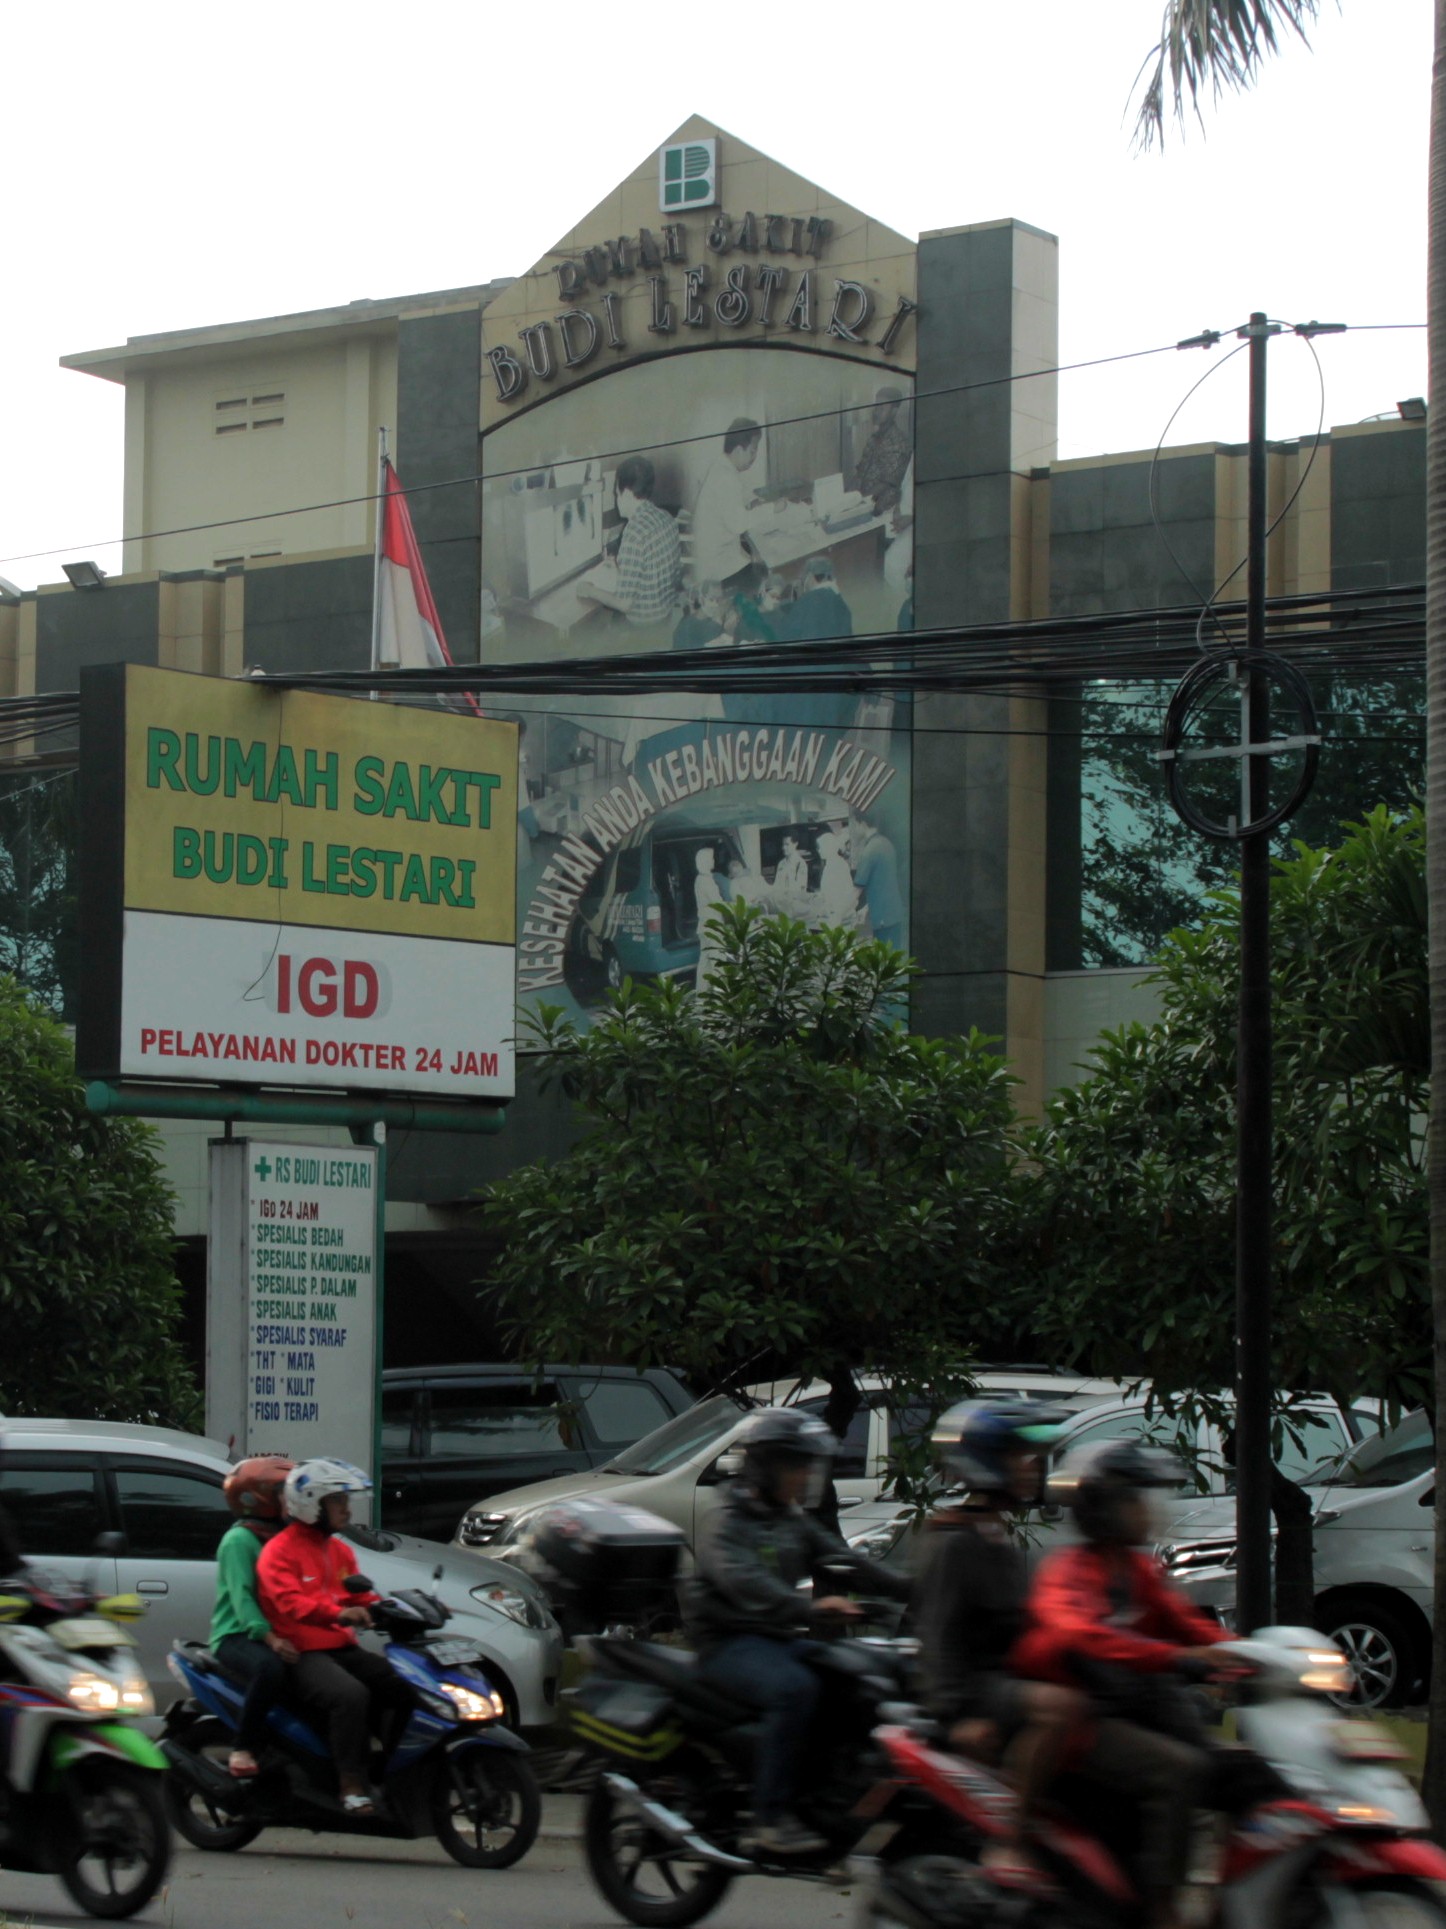 RUMAH SAKIT
BUDI LESTARI
KESEHATAN ANDA KEBANGGAAN KAMI
RUMAH SAKIT
BUDI LESTARI
IGD
PELAYANAN DOKTER 24 JAM
RS BUDI LESTARI
* IGD 24 JAM
* SPESIALIS BEDAH
* SPESIALIS KANDUNGAN
* SPESIALIS P. DALAM
* SPESIALIS ANAK
* SPESIALIS SYARAF
* THT * MATA
* GIGI * KULIT
* FISIO TERAPI